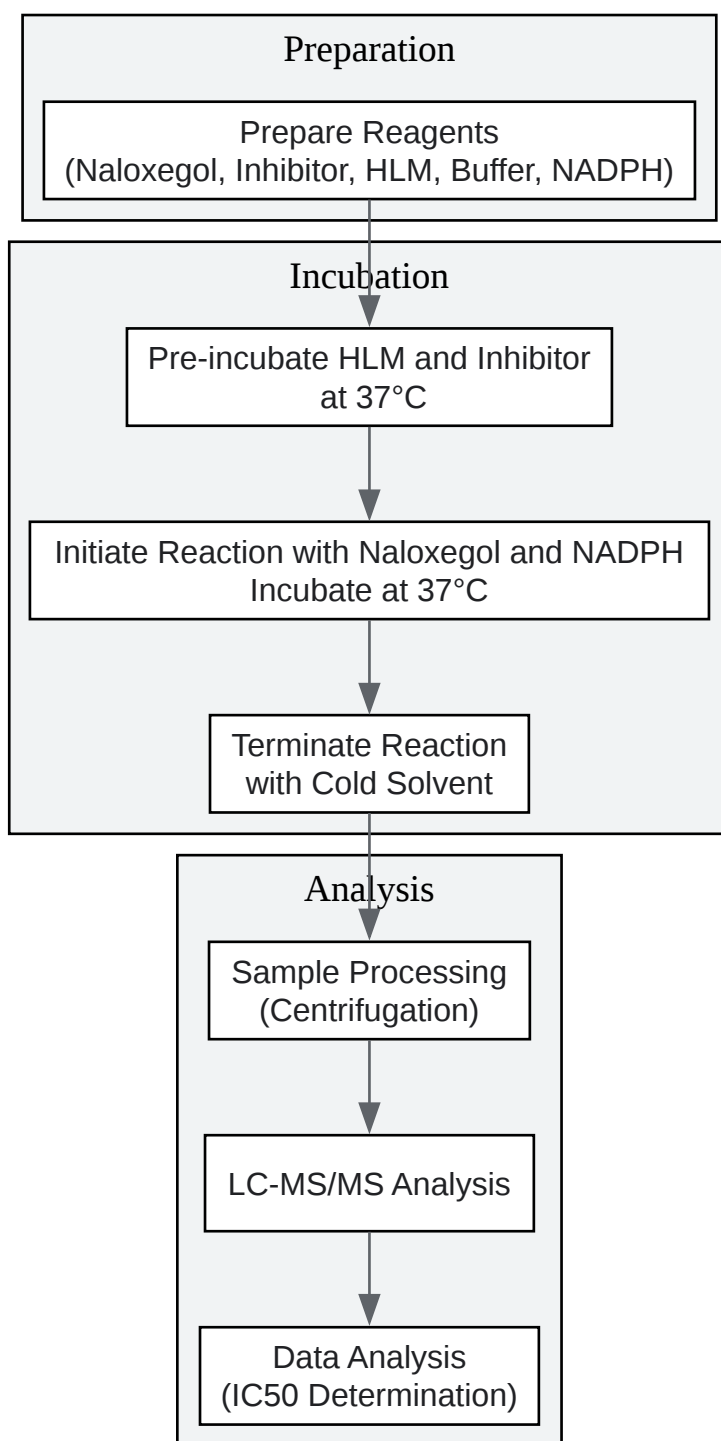 Preparation
Prepare Reagents
(Naloxegol, Inhibitor, HLM, Buffer, NADPH)
Incubation
Pre-incubate HLM and Inhibitor
at 37°C
Initiate Reaction with Naloxegol and NADPH
Incubate at 37°C
Terminate Reaction
with Cold Solvent
Analysis
Sample Processing
(Centrifugation)
LC-MS/MS Analysis
Data Analysis
(IC50 Determination)